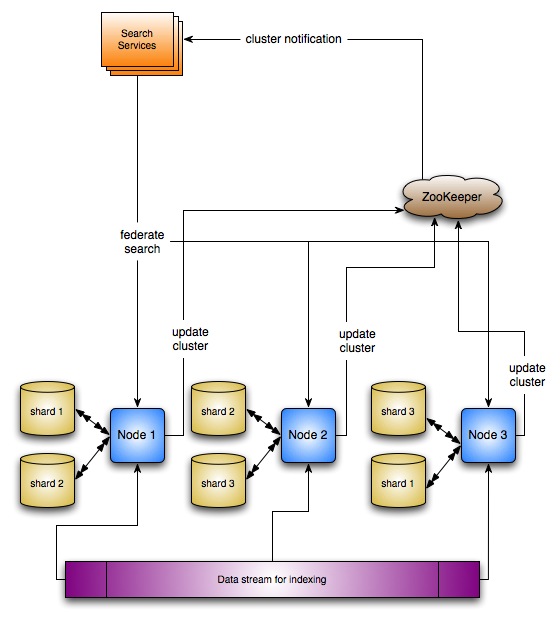 Search
Services
cluster notification
ZooKeeper
federate
search
update
cluster
update
cluster
update
cluster
shard 1
Node 1
shard 2
shard 2
Node 2
shard 3
shard 3
Node 3
shard 1
Data stream for indexing